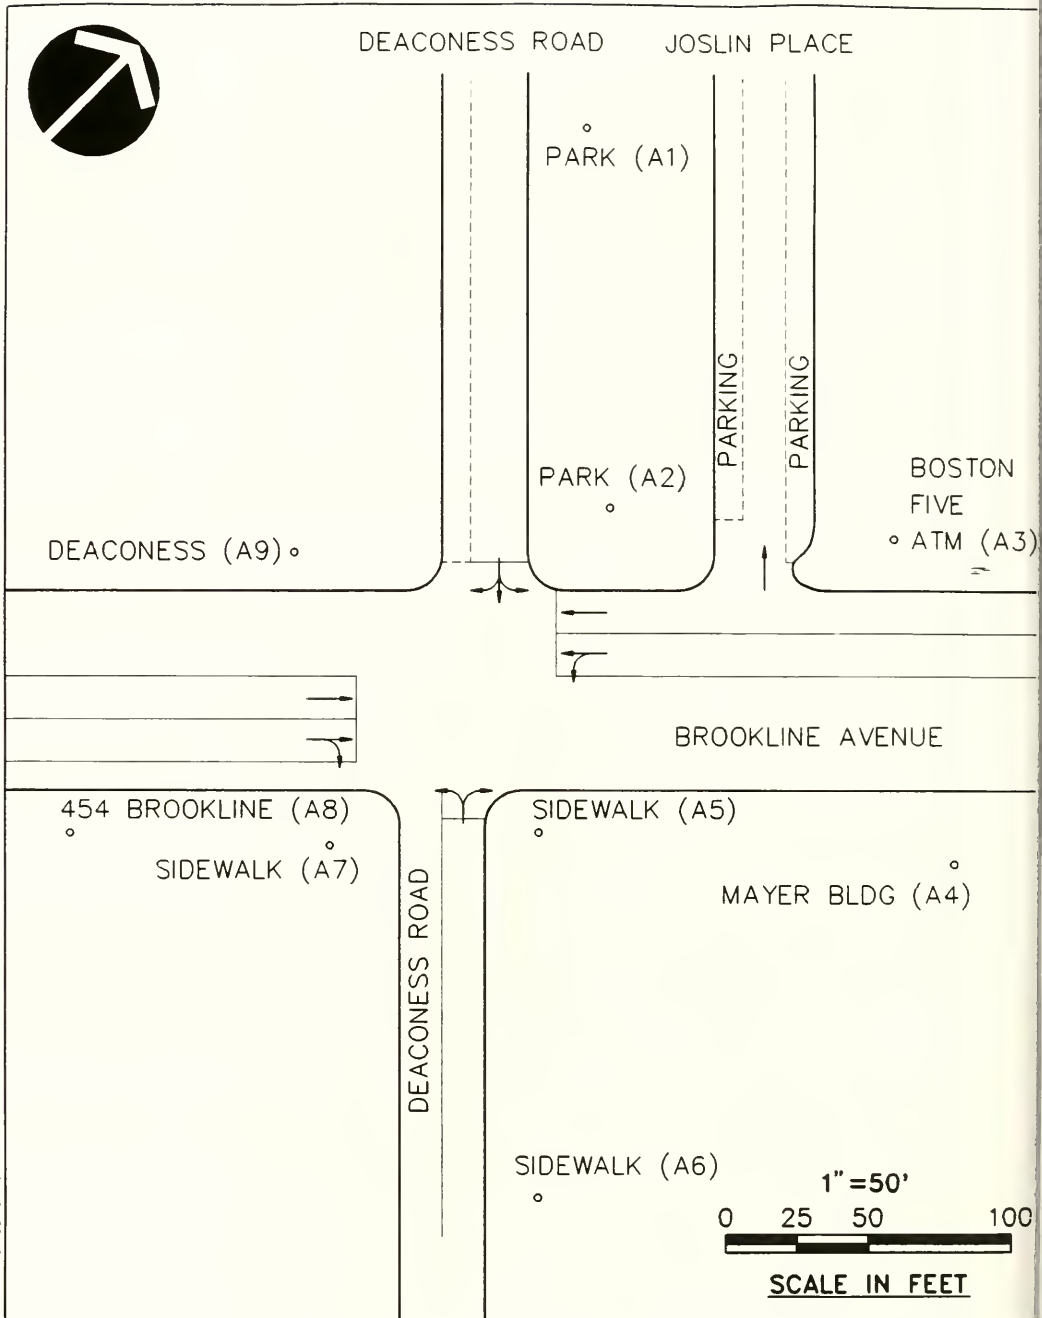 DEACONESS ROAD
JOSLIN PLACE
PARK (A1)
PARKING
PARKING
PARK (A2)
BOSTON
FIVE
ATM (A3)
DEACONESS (A9)
BROOKLINE AVENUE
454 BROOKLINE (A8)
SIDEWALK (A5)
SIDEWALK (A7)
MAYER BLDG (A4)
DEACONESS ROAD
SIDEWALK (A6)
1"=50'
0 25 50 100
SCALE IN FEET